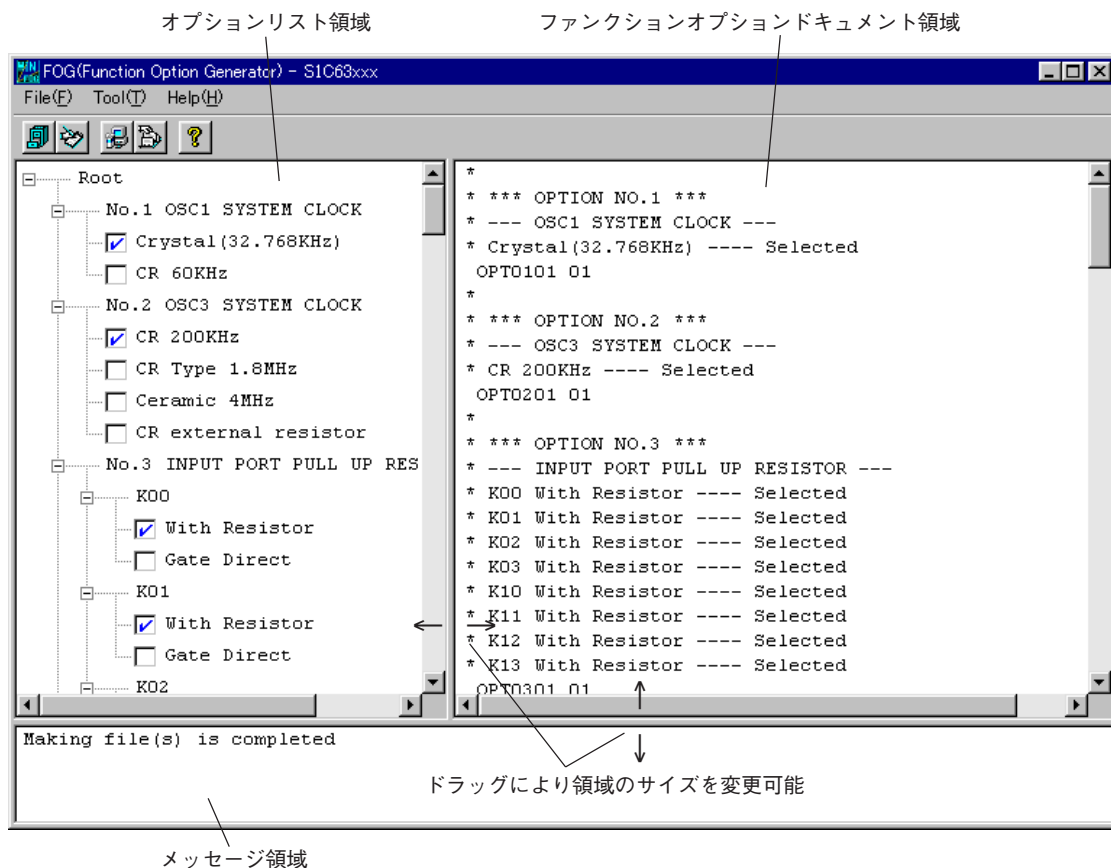 オプションリスト領域
ファンクションオプションドキュメント領域
FOG(Function Option Generator) - S1C63xxx
File(F) Tool(T) Help(H)
Root
No.1 OSC1 SYSTEM CLOCK
Crystal(32.768KHz)
CR 60KHz
No.2 OSC3 SYSTEM CLOCK
CR 200KHz
CR Type 1.8MHz
Ceramic 4MHz
CR external resistor
No.3 INPUT PORT PULL UP RES
K00
With Resistor
Gate Direct
K01
With Resistor
Gate Direct
K02
*
* *** OPTION NO.1 ***
* --- OSC1 SYSTEM CLOCK ---
* Crystal(32.768KHz) ---- Selected
OPT0101 01
*
* *** OPTION NO.2 ***
* --- OSC3 SYSTEM CLOCK ---
* CR 200KHz ---- Selected
OPT0201 01
*
* *** OPTION NO.3 ***
* --- INPUT PORT PULL UP RESISTOR ---
* K00 With Resistor ---- Selected
* K01 With Resistor ---- Selected
* K02 With Resistor ---- Selected
* K03 With Resistor ---- Selected
* K10 With Resistor ---- Selected
* K11 With Resistor ---- Selected
* K12 With Resistor ---- Selected
* K13 With Resistor ---- Selected
OPT0301 01
Making file(s) is completed
ドラッグにより領域のサイズを変更可能
メッセージ領域